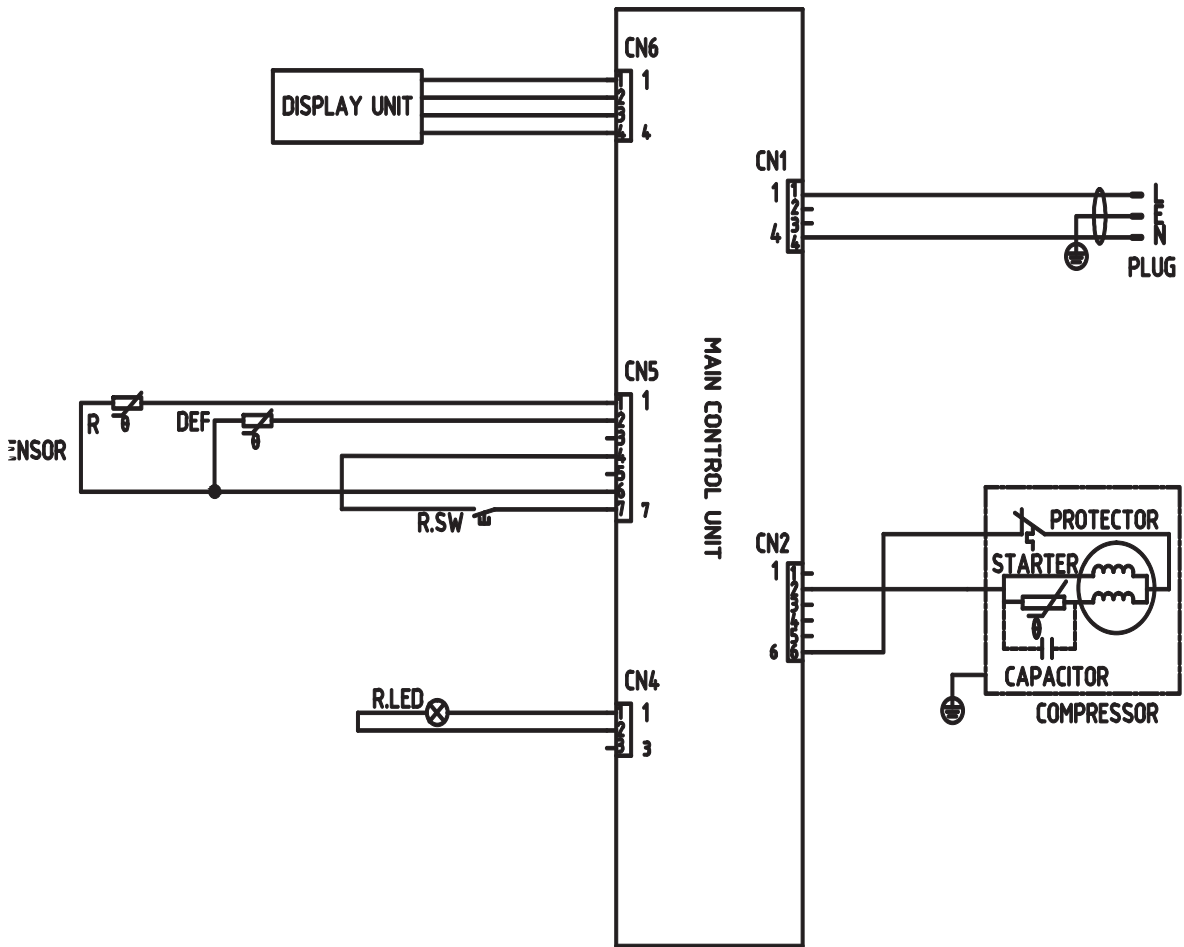 CN6
1
1
2
3
4
4
DISPLAY UNIT
CN1
1
1
2
3
4
4
L
E
N
PLUG
MAIN CONTROL UNIT
CN5
1
1
2
3
4
5
6
7
7
R
θ
DEF
θ
ENSOR
R.SW
CN2
1
1
2
3
4
5
6
6
PROTECTOR
STARTER
θ
CAPACITOR
COMPRESSOR
CN4
1
1
2
3
3
R.LED